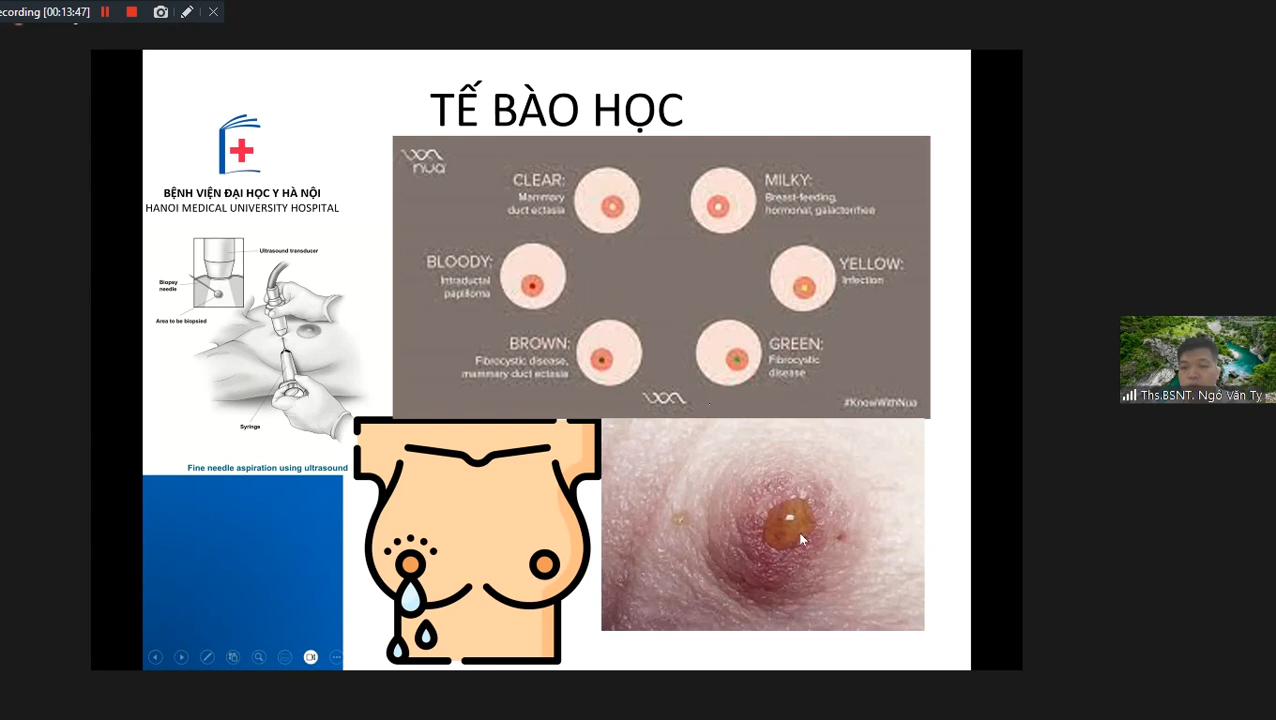 ecording [00:13:47]
TẾ BÀO HỌC
nua
BỆNH VIỆN ĐẠI HỌC Y HÀ NỘI
HANOI MEDICAL UNIVERSITY HOSPITAL
Ultrasound transducer
Biopsy
needle
Area to be biopsied
Syringe
Fine needle aspiration using ultrasound
CLEAR:
Mammary
duct ectasia
MILKY:
Breast-feeding,
hormonal, galactorrhea
BLOODY:
Intraductal
papilloma
YELLOW:
Infection
BROWN:
Fibrocystic disease,
mammary duct ectasia
GREEN:
Fibrocystic
disease
#KnowWithNua
Ths.BSNT. Ngô Văn Tỵ